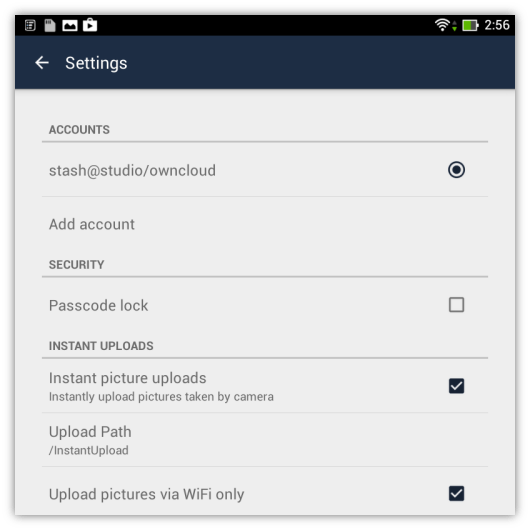 2:56
Settings
ACCOUNTS
stash@studio/owncloud
Add account
SECURITY
Passcode lock
INSTANT UPLOADS
Instant picture uploads
Instantly upload pictures taken by camera
Upload Path
/InstantUpload
Upload pictures via WiFi only